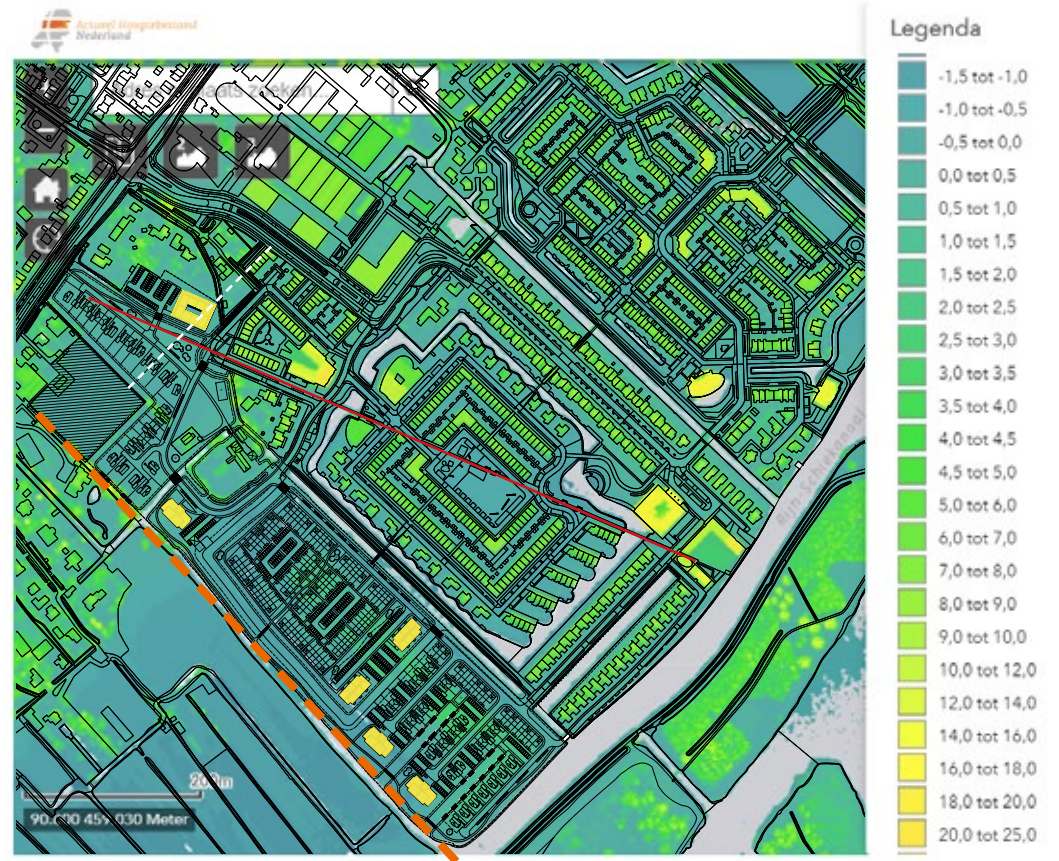 Actueel Hoogtebestand
Nederland
Legenda
-1,5 tot -1,0
-1,0 tot -0,5
-0,5 tot 0,0
0,0 tot 0,5
0,5 tot 1,0
1,0 tot 1,5
1,5 tot 2,0
2,0 tot 2,5
2,5 tot 3,0
3,0 tot 3,5
3,5 tot 4,0
4,0 tot 4,5
4,5 tot 5,0
5,0 tot 6,0
6,0 tot 7,0
7,0 tot 8,0
8,0 tot 9,0
9,0 tot 10,0
10,0 tot 12,0
12,0 tot 14,0
14,0 tot 16,0
16,0 tot 18,0
18,0 tot 20,0
20,0 tot 25,0
zoeken...
Rijn-Schiekanaal
Meter